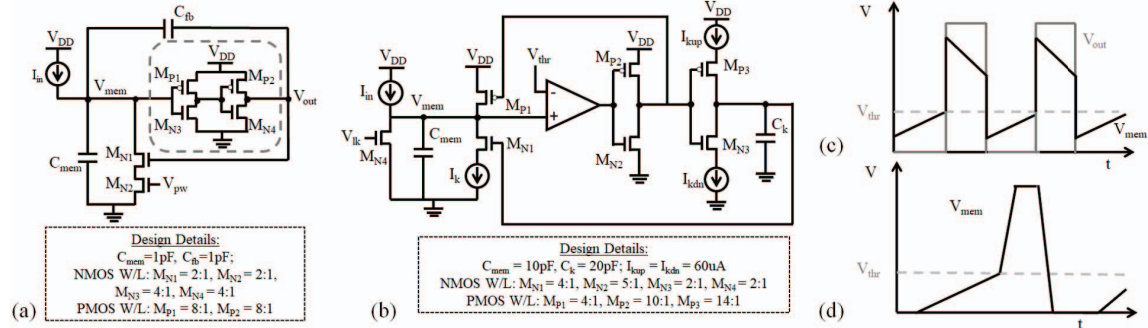 C_fb
V_DD
I_in
V_mem
V_DD
M_P1
M_P2
M_N3
M_N4
V_out
M_N1
C_mem
M_N2
V_pw
(a)
Design Details:
C_mem=1pF, C_fb=1pF;
NMOS W/L: M_N1 = 2:1, M_N2 = 2:1,
M_N3 = 4:1, M_N4 = 4:1
PMOS W/L: M_P1 = 8:1, M_P2 = 8:1
(b)
V_DD
I_in
V_mem
V_lk
M_N4
C_mem
V_DD
M_P1
M_N1
I_k
V_thr
-
+
V_DD
M_P2
M_N2
V_DD
I_kup
M_P3
M_N3
I_kdn
C_k
Design Details:
C_mem = 10pF, C_k = 20pF; I_kup = I_kdn = 60uA
NMOS W/L: M_N1 = 4:1, M_N2 = 5:1, M_N3 = 2:1, M_N4 = 2:1
PMOS W/L: M_P1 = 4:1, M_P2 = 10:1, M_P3 = 14:1
(c)
V
V_out
V_thr
V_mem
t
(d)
V
V_mem
V_thr
t